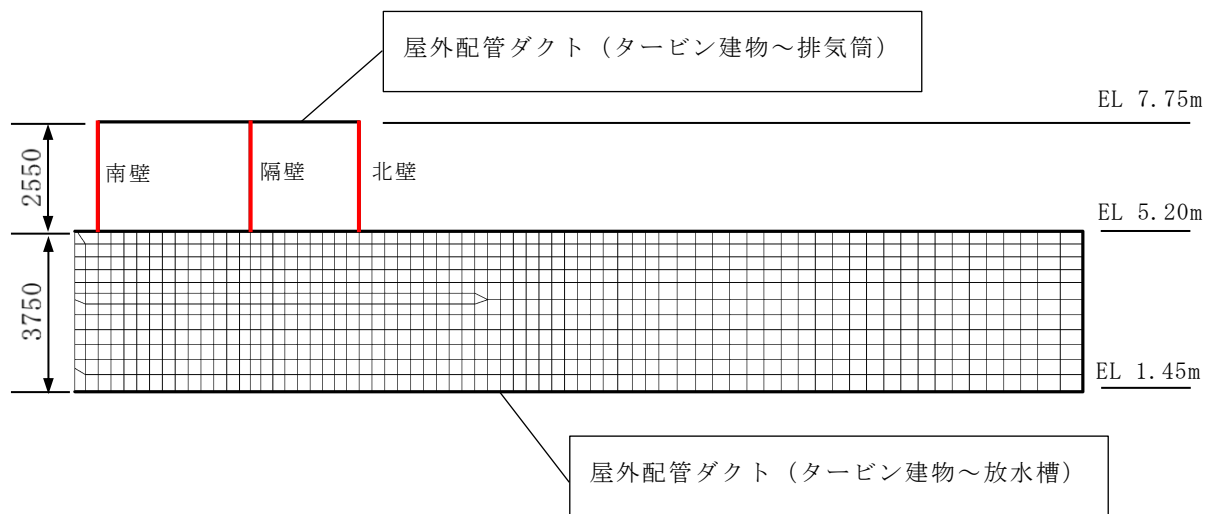 屋外配管ダクト（タービン建物～排気筒）
EL 7.75m
2550
南壁
隔壁
北壁
EL 5.20m
3750
EL 1.45m
屋外配管ダクト（タービン建物～放水槽）